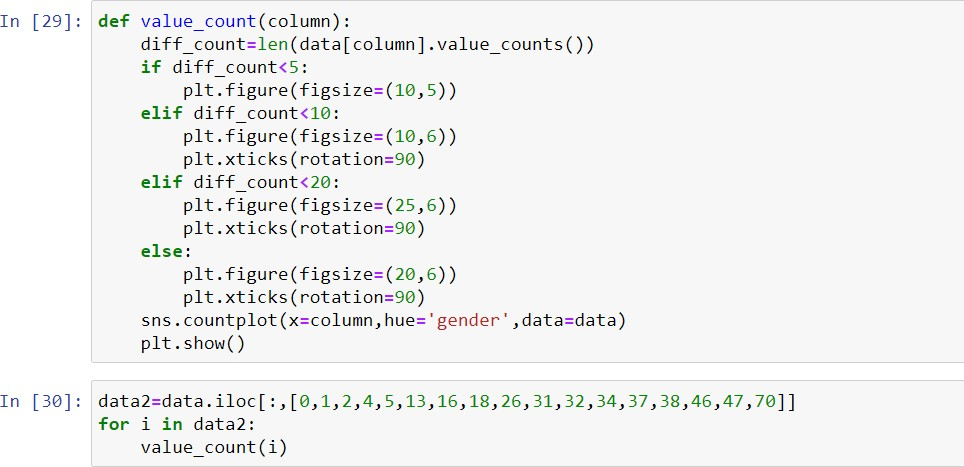 In [29]: def value_count(column):
    diff_count=len(data[column].value_counts())
    if diff_count<5:
        plt.figure(figsize=(10,5))
    elif diff_count<10:
        plt.figure(figsize=(10,6))
        plt.xticks(rotation=90)
    elif diff_count<20:
        plt.figure(figsize=(25,6))
        plt.xticks(rotation=90)
    else:
        plt.figure(figsize=(20,6))
        plt.xticks(rotation=90)
    sns.countplot(x=column,hue='gender',data=data)
    plt.show()
In [30]: data2=data.iloc[:,[0,1,2,4,5,13,16,18,26,31,32,34,37,38,46,47,70]]
for i in data2:
    value_count(i)